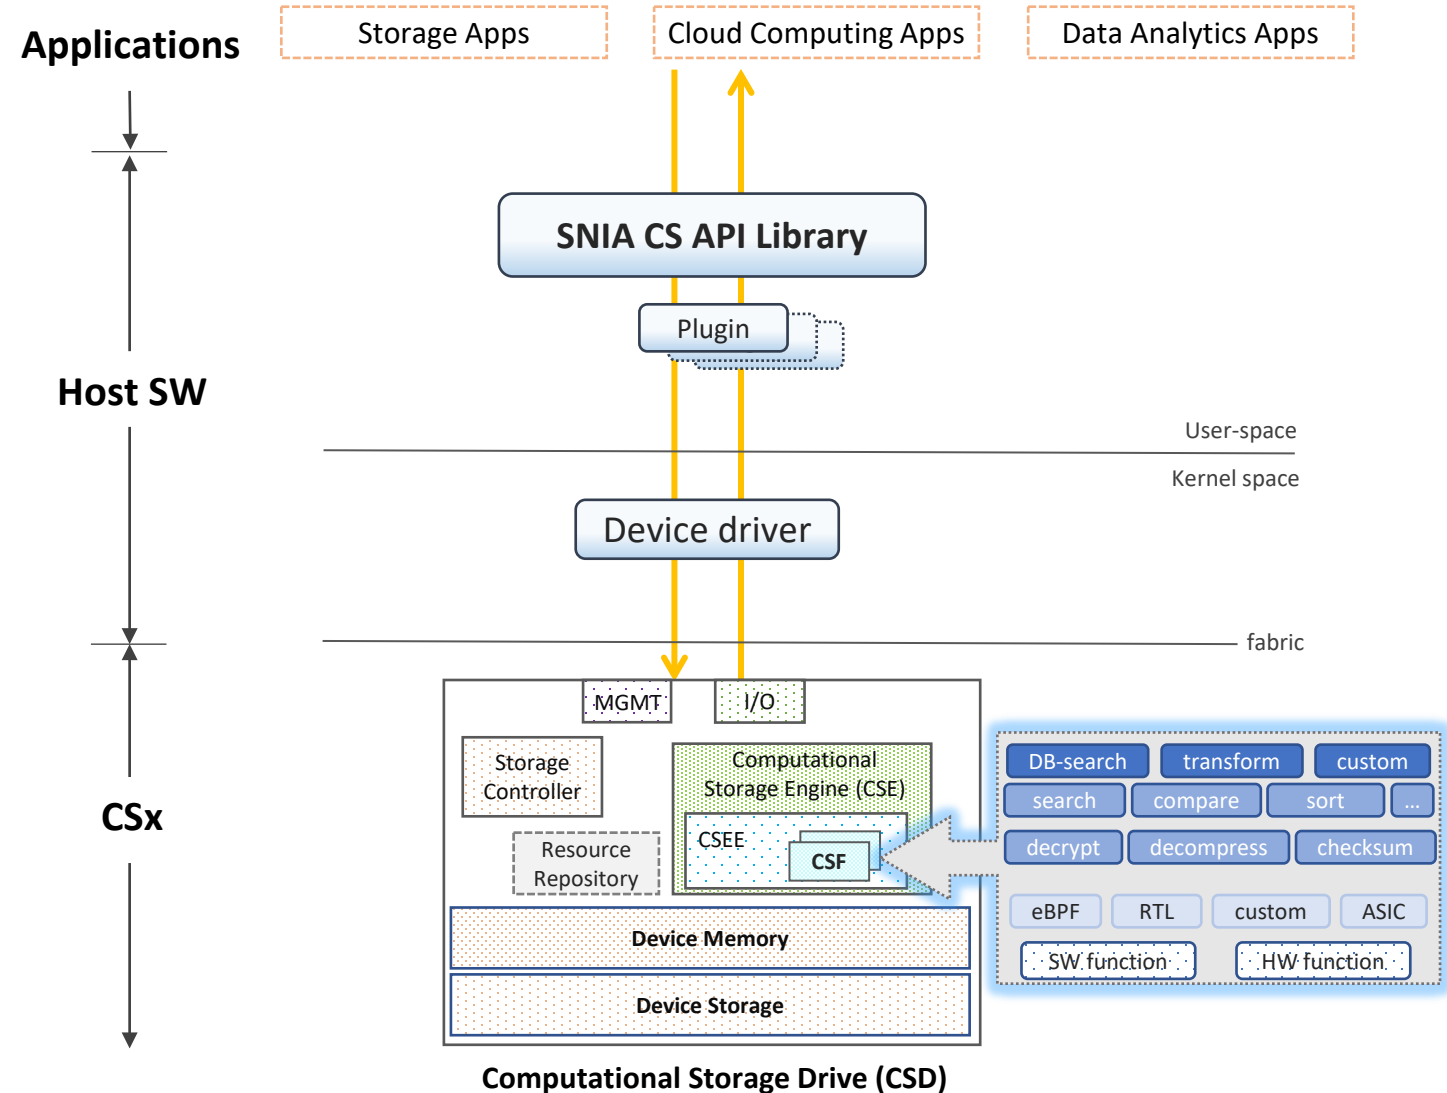 Applications
Storage Apps
Cloud Computing Apps
Data Analytics Apps
SNIA CS API Library
Plugin
Host SW
User-space
Kernel space
Device driver
fabric
MGMT
I/O
Storage
Controller
Computational
Storage Engine (CSE)
CSx
CSEE
CSF
Resource
Repository
DB-search
transform
custom
search
compare
sort
...
decrypt
decompress
checksum
eBPF
RTL
custom
ASIC
SW function
HW function
Device Memory
Device Storage
Computational Storage Drive (CSD)